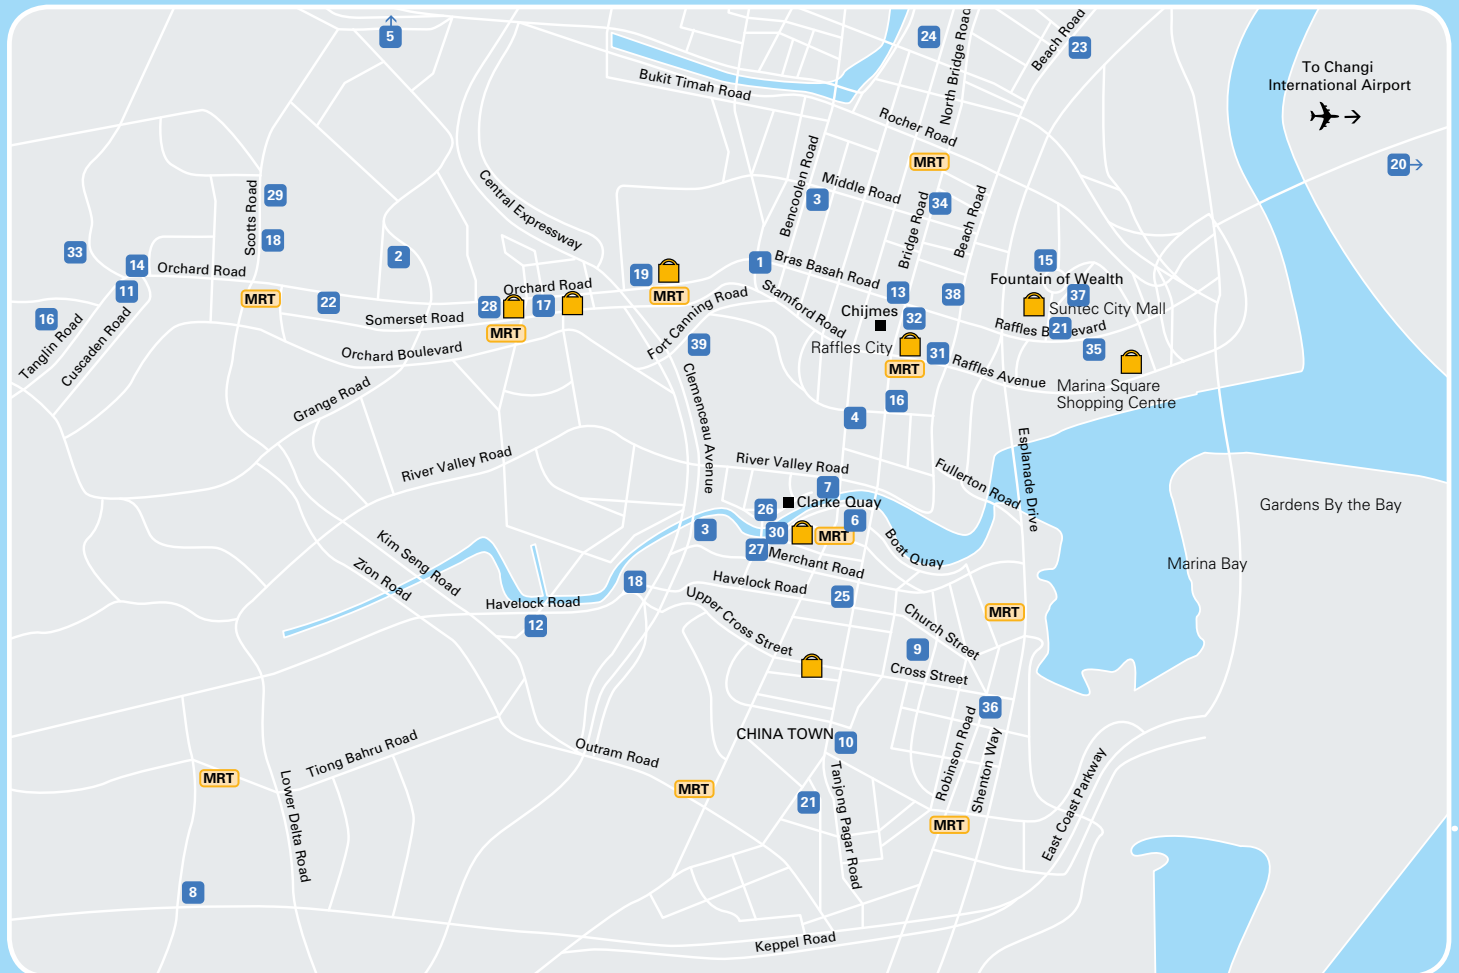 5
24
North Bridge Road
Beach Road
23
To Changi
International Airport
Bukit Timah Road
Rocher Road
MRT
20
Central Expressway
Bencoolen Road
Middle Road
3
34
Bridge Road
Beach Road
Scotts Road
29
18
33
2
14
Orchard Road
11
MRT
22
16
Tanglin Road
Cuscaden Road
Somerset Road
28
Orchard Road
17
MRT
Orchard Boulevard
Grange Road
19
MRT
1
Bras Basah Road
Stamford Road
Fort Canning Road
39
13
38
15
Fountain of Wealth
37
Suntec City Mall
Chijmes
32
Raffles Boulevard
21
Raffles City
31
35
MRT
Raffles Avenue
Marina Square
Shopping Centre
16
4
Clemenceau Avenue
River Valley Road
River Valley Road
Fullerton Road
Esplanade Drive
7
Clarke Quay
26
6
Gardens By the Bay
3
30
MRT
27
Merchant Road
Boat Quay
Marina Bay
Kim Seng Road
Zion Road
Havelock Road
12
18
Havelock Road
25
Upper Cross Street
Church Street
MRT
9
Cross Street
36
CHINA TOWN
10
Robinson Road
Shenton Way
Outram Road
Tiong Bahru Road
MRT
Lower Delta Road
MRT
21
Tanjong Pagar Road
MRT
East Coast Parkway
8
Keppel Road